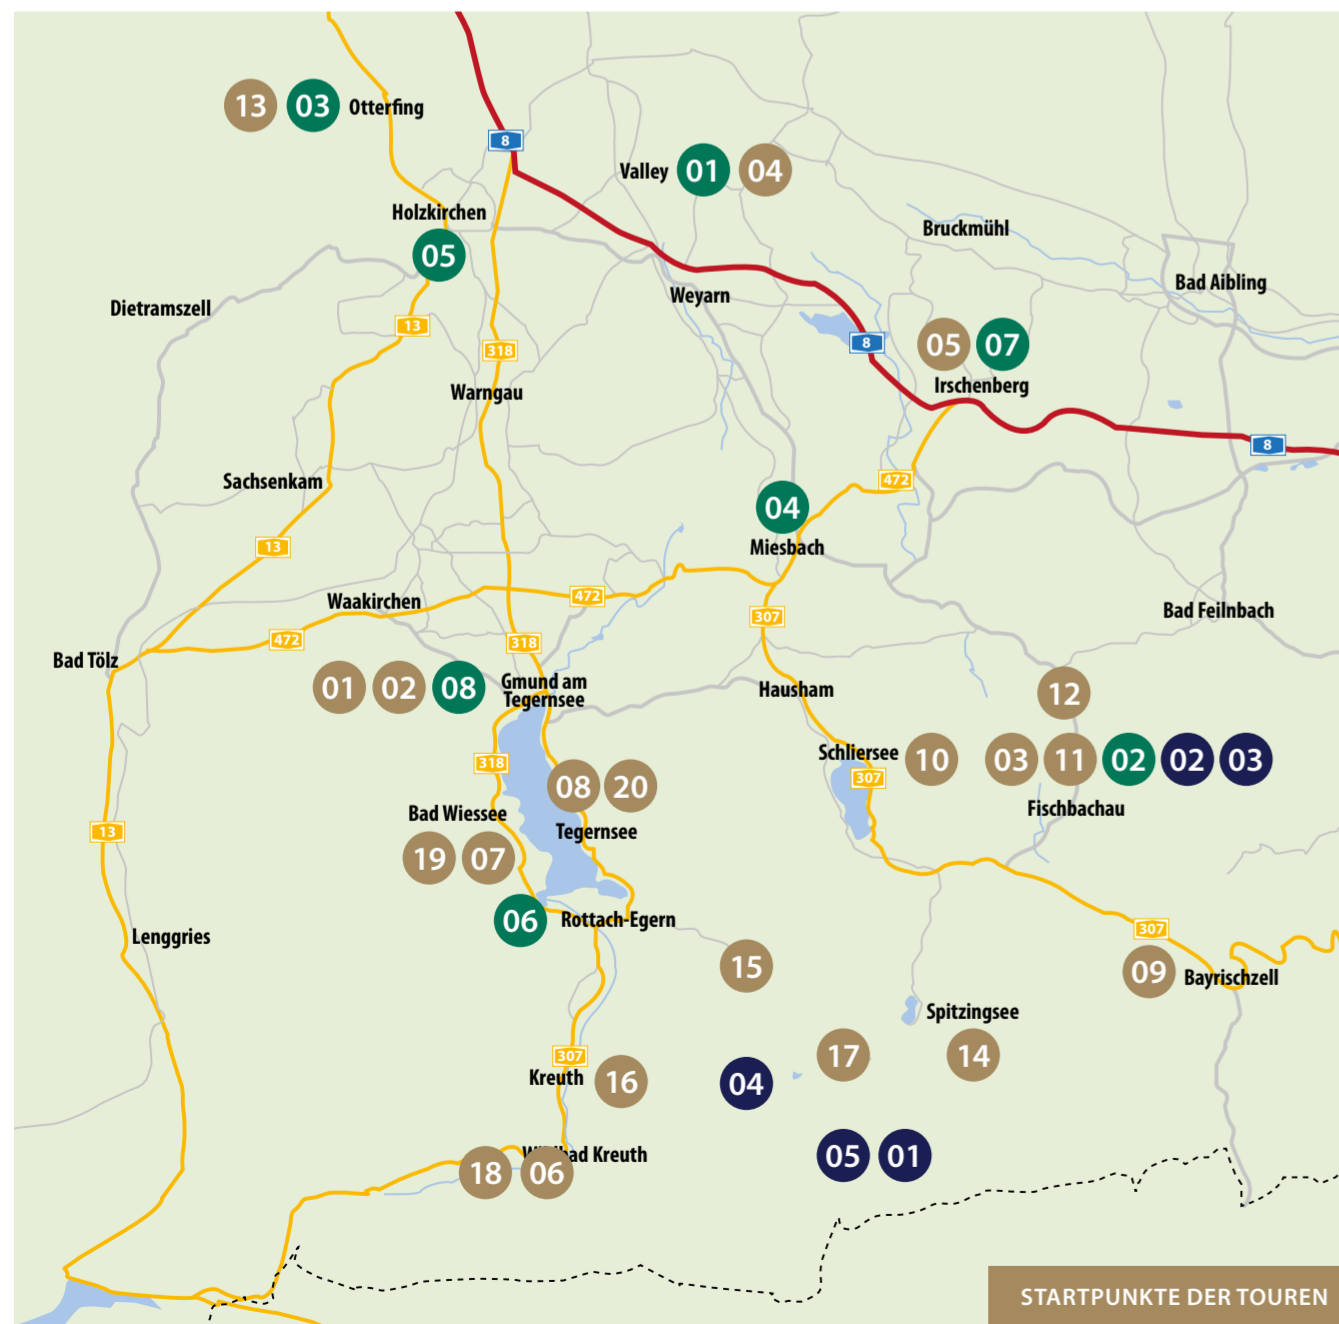 13 03 Otterfing
8
Valley 01 04
Holzkirchen
05
Bruckmühl
Bad Aibling
Weyarn
Dietramszell
13
318
8
05 07
Irschenberg
Warngau
8
Sachsenkam
472
04
13
Miesbach
Waakirchen
472
307
Bad Feilnbach
472
318
Bad Tölz
01 02 08
Gmund am
Tegernsee
Hausham
12
318
08 20
Schliersee 10
307
03 11 02 02 03
Fischbachau
Bad Wiessee
13
Tegernsee
19 07
06 Rottach-Egern
Lenggries
307
15
09 Bayrischzell
Spitzingsee
307
17 14
Kreuth 16
04
Wildbad Kreuth
18 06
05 01
STARTPUNKTE DER TOUREN